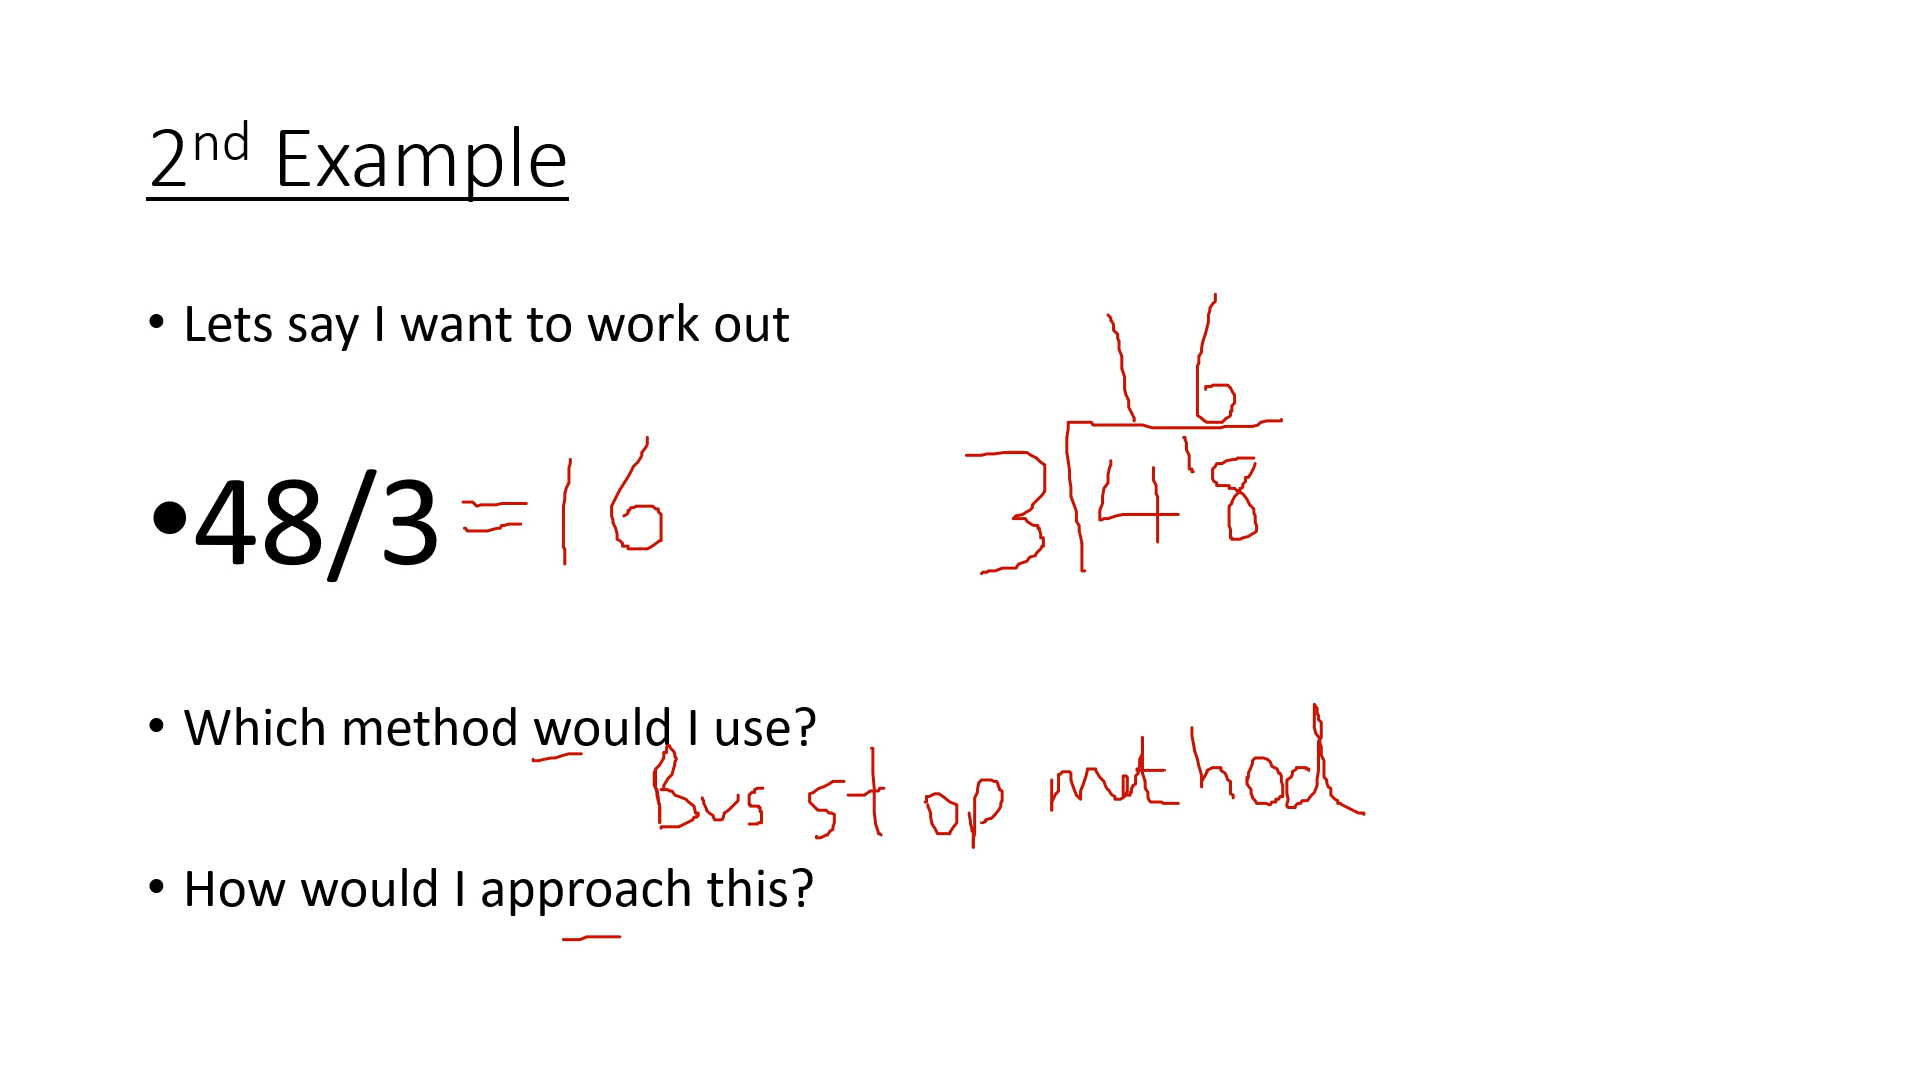 2nd Example
• Lets say I want to work out
16
•48/3 = 16
3 4 1 8
• Which method would I use?
Bus stop method
• How would I approach this?